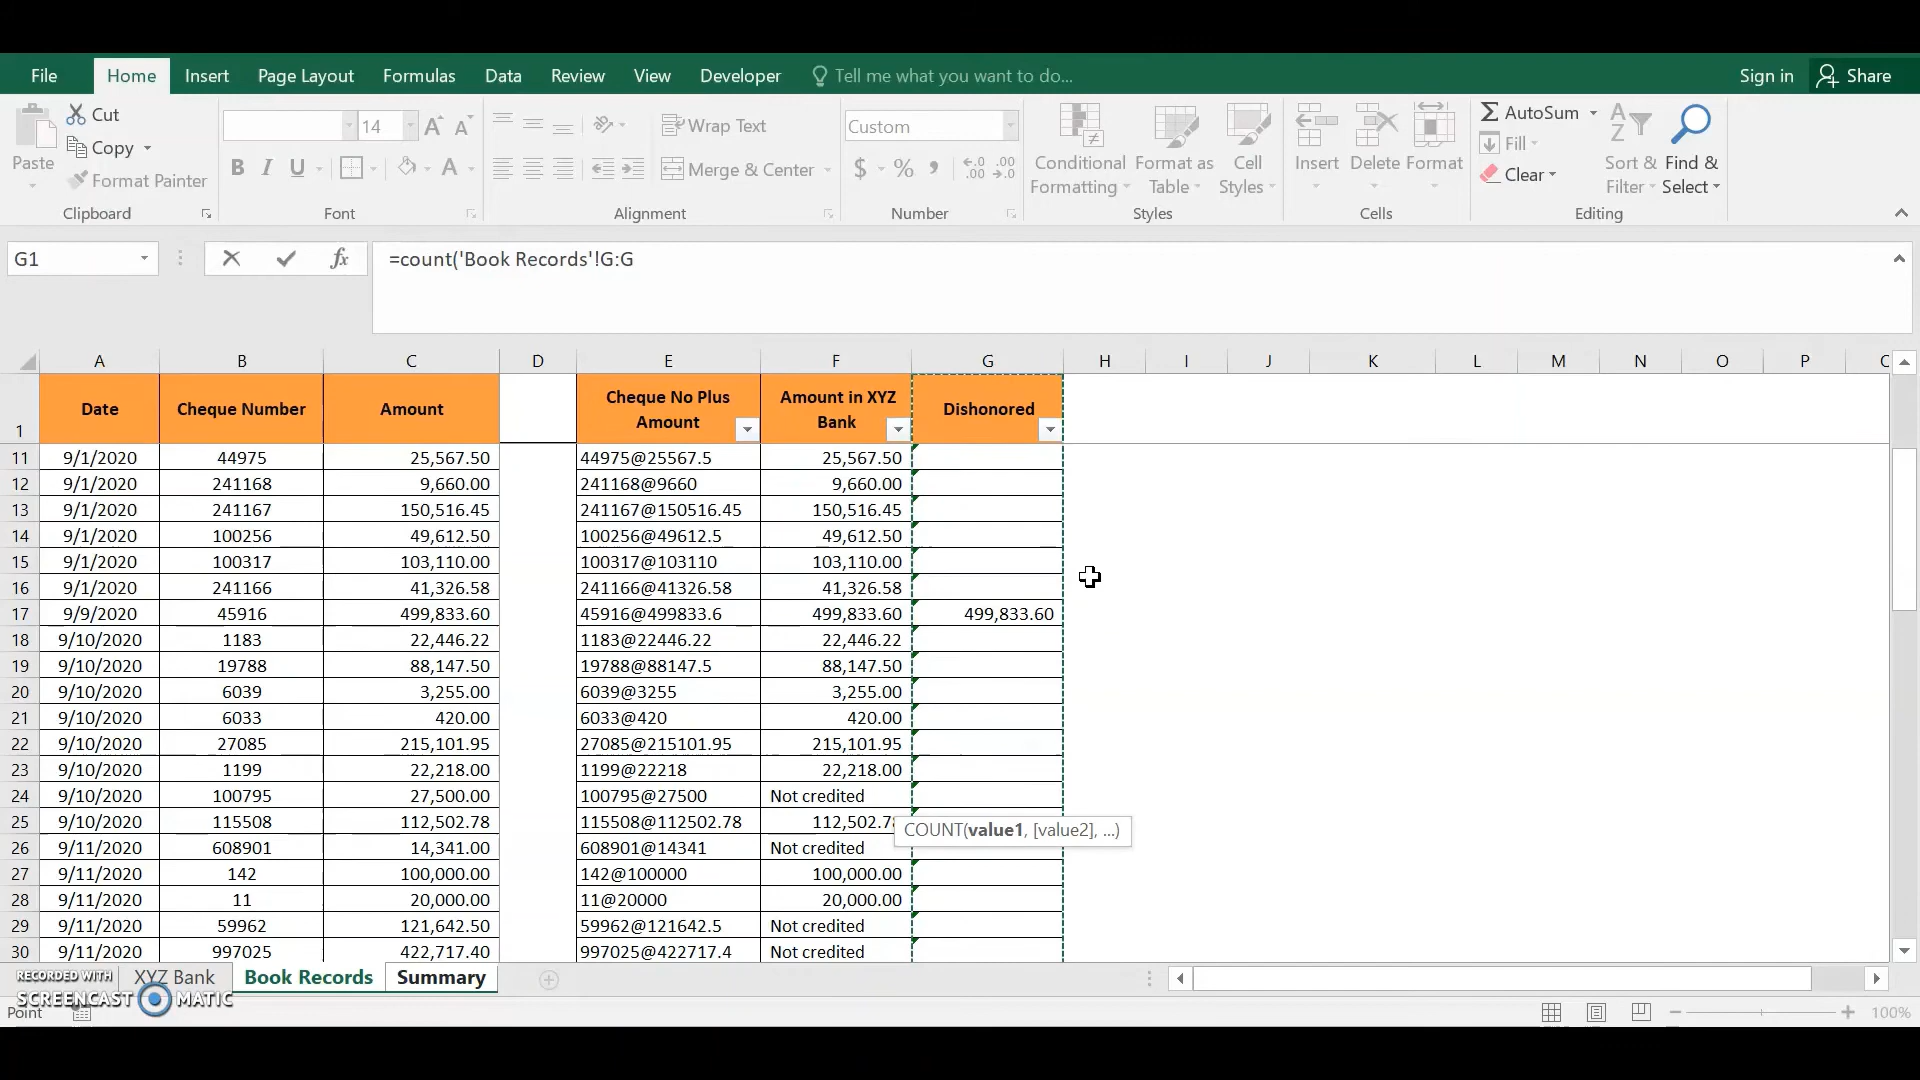 File Home Insert Page Layout Formulas Data Review View Developer Tell me what you want to do... Sign in Share
Paste Cut Copy Format Painter Clipboard
14 B I U Font
Wrap Text Merge & Center Alignment
Custom $ % , Number
Conditional Formatting Format as Table Cell Styles Styles
Insert Delete Format Cells
AutoSum Fill Clear Sort & Filter Find & Select Editing
G1 fx =count('Book Records'!G:G
A B C D E F G H I J K L M N O P
1 Date Cheque Number Amount Cheque No Plus Amount Amount in XYZ Bank Dishonored
11 9/1/2020 44975 25,567.50 44975@25567.5 25,567.50
12 9/1/2020 241168 9,660.00 241168@9660 9,660.00
13 9/1/2020 241167 150,516.45 241167@150516.45 150,516.45
14 9/1/2020 100256 49,612.50 100256@49612.5 49,612.50
15 9/1/2020 100317 103,110.00 100317@103110 103,110.00
16 9/1/2020 241166 41,326.58 241166@41326.58 41,326.58
17 9/9/2020 45916 499,833.60 45916@499833.6 499,833.60 499,833.60
18 9/10/2020 1183 22,446.22 1183@22446.22 22,446.22
19 9/10/2020 19788 88,147.50 19788@88147.5 88,147.50
20 9/10/2020 6039 3,255.00 6039@3255 3,255.00
21 9/10/2020 6033 420.00 6033@420 420.00
22 9/10/2020 27085 215,101.95 27085@215101.95 215,101.95
23 9/10/2020 1199 22,218.00 1199@22218 22,218.00
24 9/10/2020 100795 27,500.00 100795@27500 Not credited
25 9/10/2020 115508 112,502.78 115508@112502.78 112,502.78
COUNT(value1, [value2], ...)
26 9/11/2020 608901 14,341.00 608901@14341 Not credited
27 9/11/2020 142 100,000.00 142@100000 100,000.00
28 9/11/2020 11 20,000.00 11@20000 20,000.00
29 9/11/2020 59962 121,642.50 59962@121642.5 Not credited
30 9/11/2020 997025 422,717.40 997025@422717.4 Not credited
XYZ Bank Book Records Summary
RECORDED WITH
SCREENCAST MATIC
Point 100%